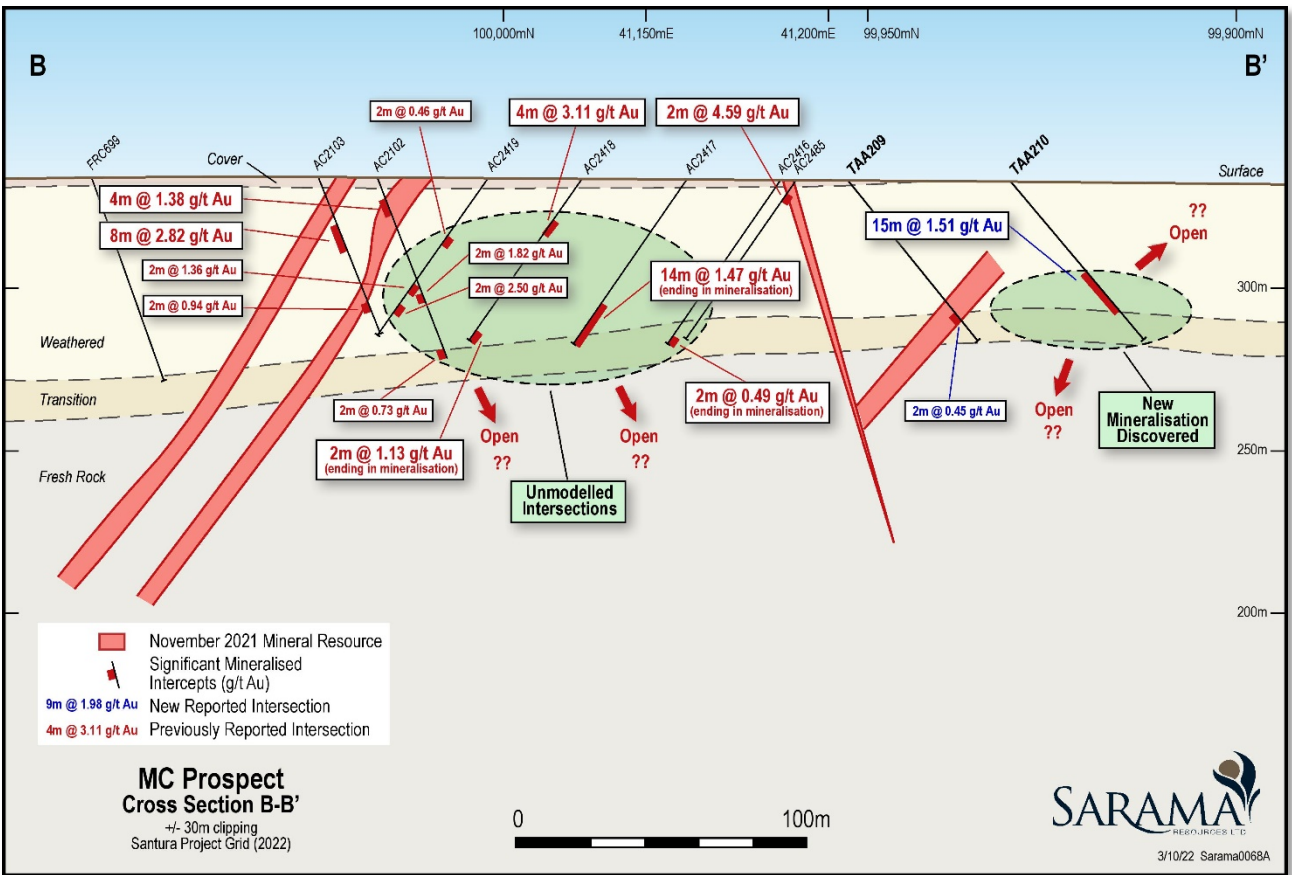 100,000mN
41,150mE
41,200mE
99,950mN
99,900mN
B
B'
2m @ 0.46 g/t Au
4m @ 3.11 g/t Au
2m @ 4.59 g/t Au
FRC699
Cover
AC2103
AC2102
AC2419
AC2418
AC2417
AC2416
AC2485
TAA209
TAA210
Surface
4m @ 1.38 g/t Au
8m @ 2.82 g/t Au
15m @ 1.51 g/t Au
??
Open
2m @ 1.82 g/t Au
2m @ 1.36 g/t Au
2m @ 2.50 g/t Au
14m @ 1.47 g/t Au
(ending in mineralisation)
2m @ 0.94 g/t Au
300m
Weathered
Transition
2m @ 0.73 g/t Au
2m @ 0.49 g/t Au
(ending in mineralisation)
2m @ 0.45 g/t Au
Open
??
New
Mineralisation
Discovered
2m @ 1.13 g/t Au
(ending in mineralisation)
Open
??
Open
??
250m
Fresh Rock
Unmodelled
Intersections
200m
November 2021 Mineral Resource
Significant Mineralised
Intercepts (g/t Au)
9m @ 1.98 g/t Au New Reported Intersection
4m @ 3.11 g/t Au Previously Reported Intersection
MC Prospect
Cross Section B-B'
+/- 30m clipping
Santura Project Grid (2022)
0
100m
SARAMA
RESOURCES LTD
3/10/22 Sarama0068A